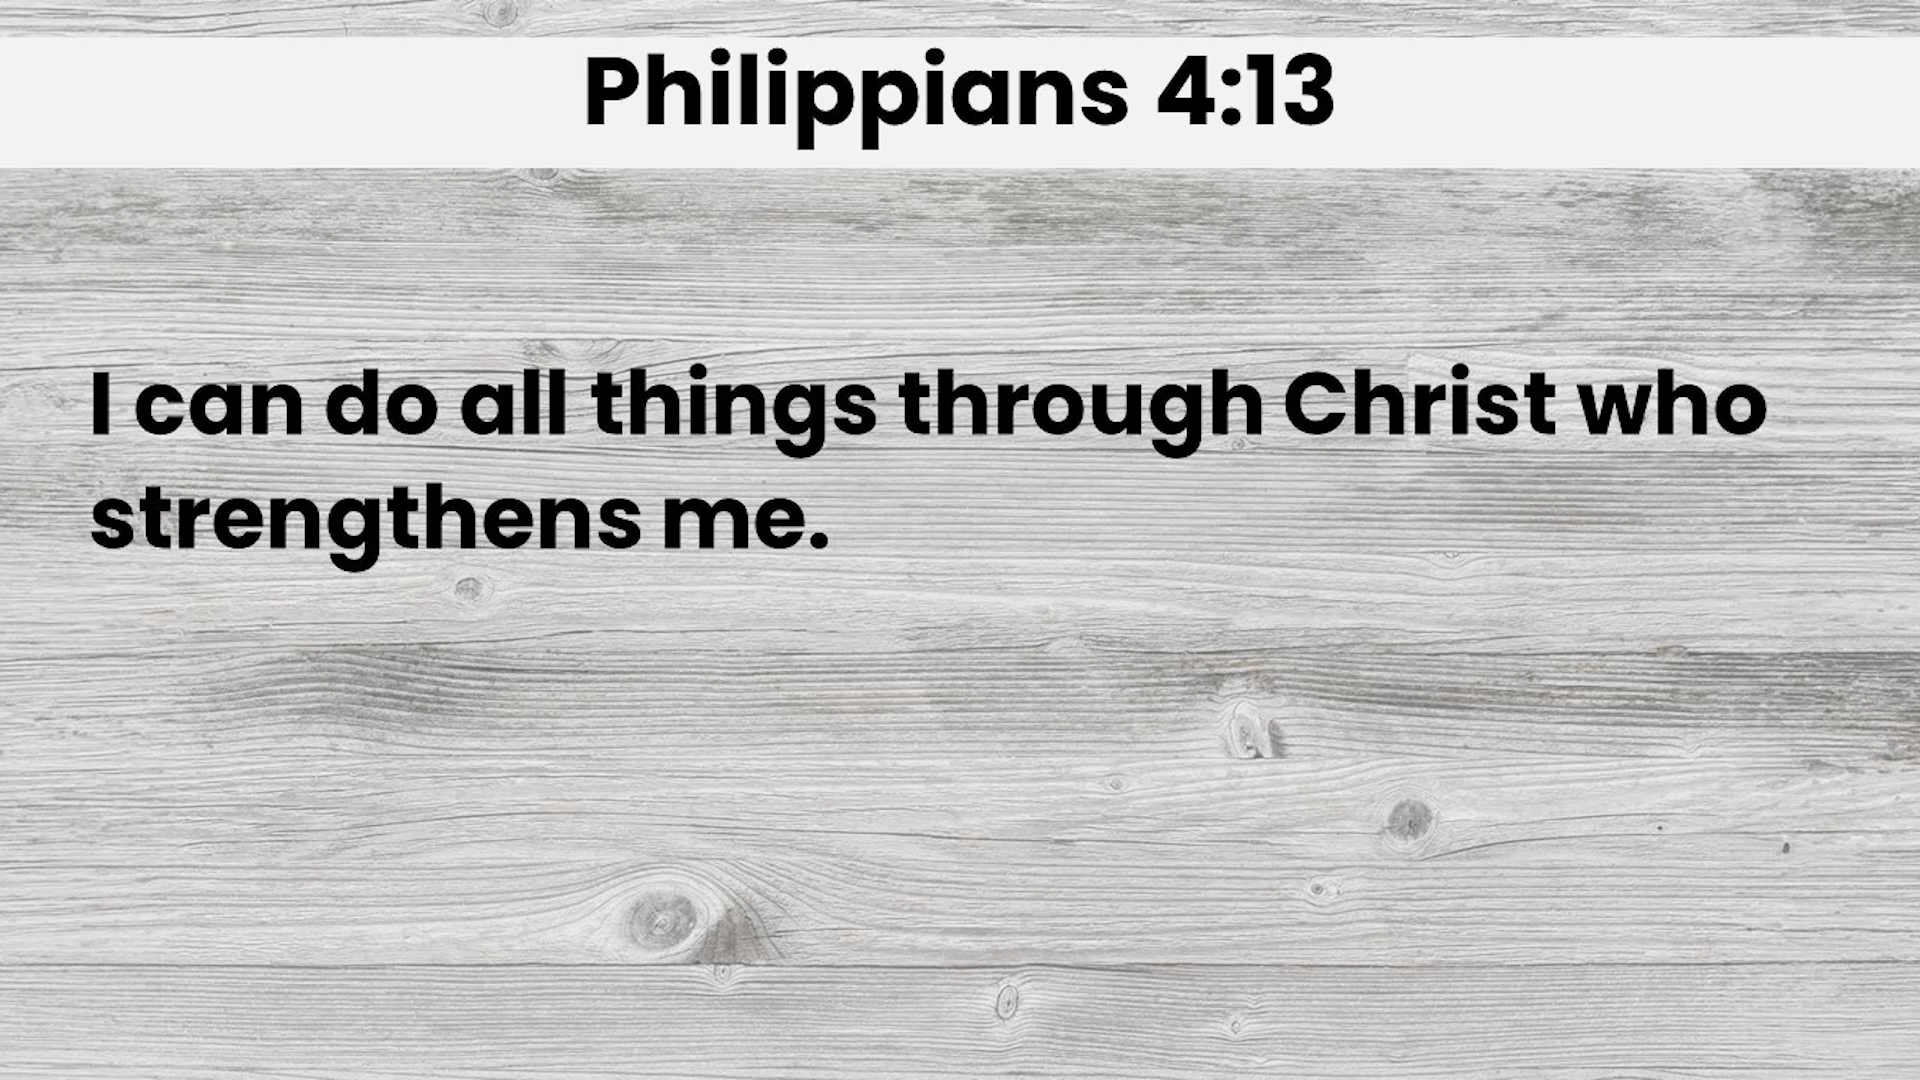 Philippians 4:13
I can do all things through Christ who
strengthens me.